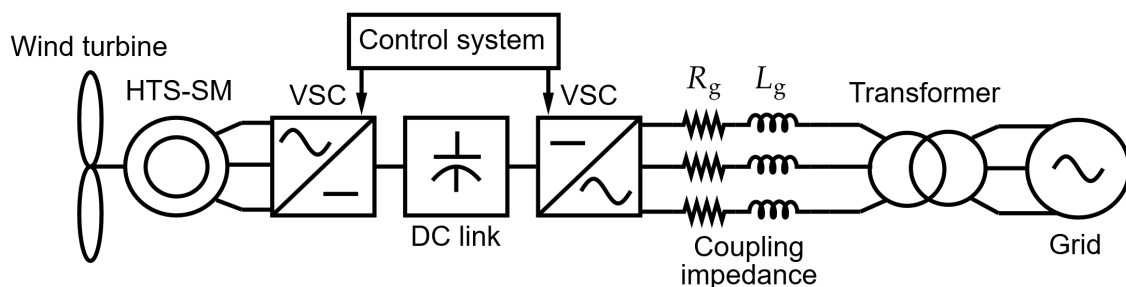 Wind turbine
Control system
HTS-SM
VSC
VSC
R_g
L_g
Transformer
DC link
Coupling
impedance
Grid